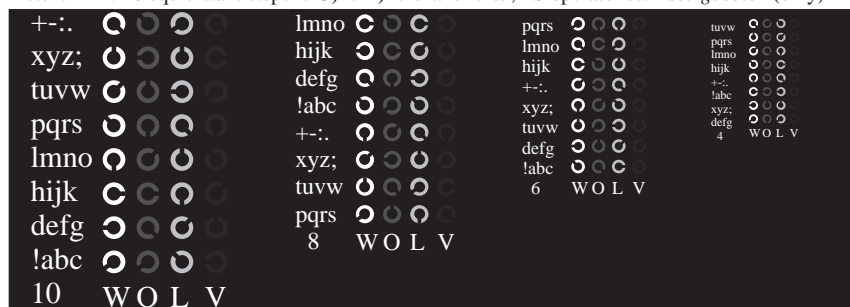 +-:.
xyz;
tuvw
pqrs
lmno
hijk
defg
!abc
10 W O L V
lmno
hijk
defg
!abc
+-:.
xyz;
tuvw
pqrs
8 W O L V
pqrs
lmno
hijk
+-:.
xyz;
tuvw
defg
!abc
6 W O L V
tuvw
pqrs
lmno
hijk
+-:.
!abc
xyz;
defg
4 W O L V